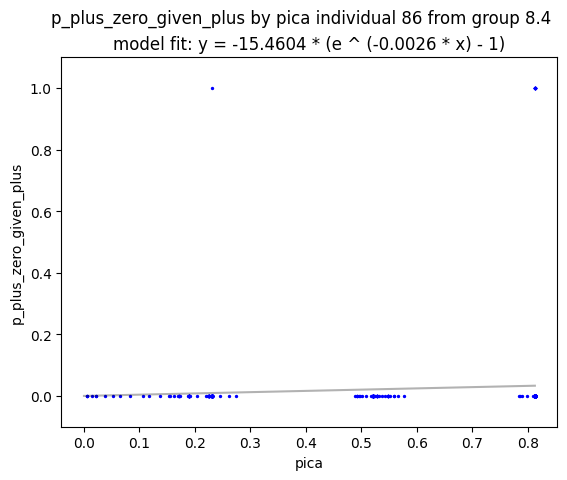 p_plus_zero_given_plus by pica individual 86 from group 8.4
model fit: y = -15.4604 * (e ^ (-0.0026 * x) - 1)
1.0
0.8
0.6
0.4
0.2
0.0
p_plus_zero_given_plus
0.0 0.1 0.2 0.3 0.4 0.5 0.6 0.7 0.8
pica